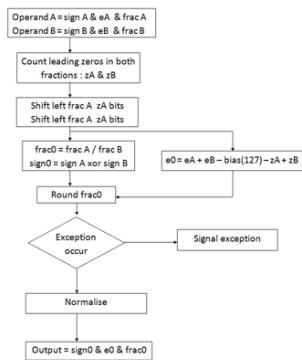 Operand A = sign A & eA & frac A
Operand B = sign B & eB & frac B
Count leading zeros in both
fractions : zA & zB
Shift left frac A zA bits
Shift left frac A zA bits
frac0 = frac A / frac B
sign0 = sign A xor sign B
e0 = eA + eB – bias(127) – zA + zB
Round frac0
Exception
occur
Signal exception
Normalise
Output = sign0 & e0 & frac0